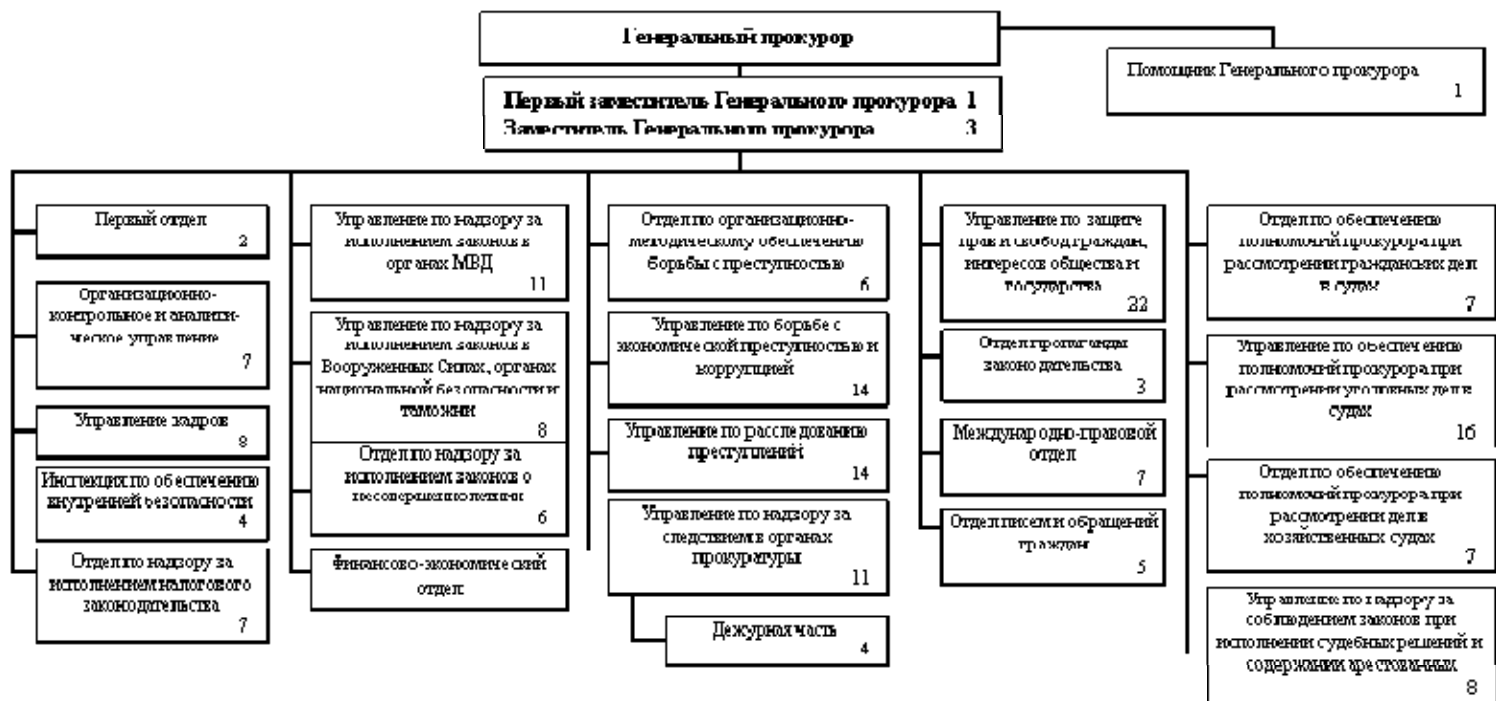 Генеральный прокурор
Помощник Генерального прокурора
1
Первый заместитель Генерального прокурора 1
Заместитель Генерального прокурора 3
Первый отдел
2
Организационно-
контрольное и аналити-
ческое управление
7
Управление кадров
8
Инспекция по обеспечению
внутренней безопасности
4
Отдел по надзору за
исполнением налогового
законодательства
7
Управление по надзору за
исполнением законов в
органах МВД
11
Управление по надзору за
исполнением законов в
Вооруженных Силах, органах
национальной безопасности и
таможни
8
Отдел по надзору за
исполнением законов о
несовершеннолетни
6
Финансово-экономический
отдел
Отдел по организационно-
методическому обеспечению
борьбы с преступностью
6
Управление по борьбе с
экономической преступностью и
коррупцией
14
Управление по расследованию
преступлений
14
Управление по надзору за
следствием в органах
прокуратуры
11
Дежурная часть
4
Управление по защите
прав и свобод граждан,
интересов общества и
государства
22
Отдел пропаганды
законодательства
3
Международно-правовой
отдел
7
Отдел писем и обращений
граждан
5
Отдел по обеспечению
полномочий прокурора при
рассмотрении гражданских дел
в судах
7
Управление по обеспечению
полномочий прокурора при
рассмотрении уголовных дел в
судах
16
Отдел по обеспечению
полномочий прокурора при
рассмотрении дел в
хозяйственных судах
7
Управление по надзору за
соблюдением законов при
исполнении судебных решений и
содержании арестованных
8